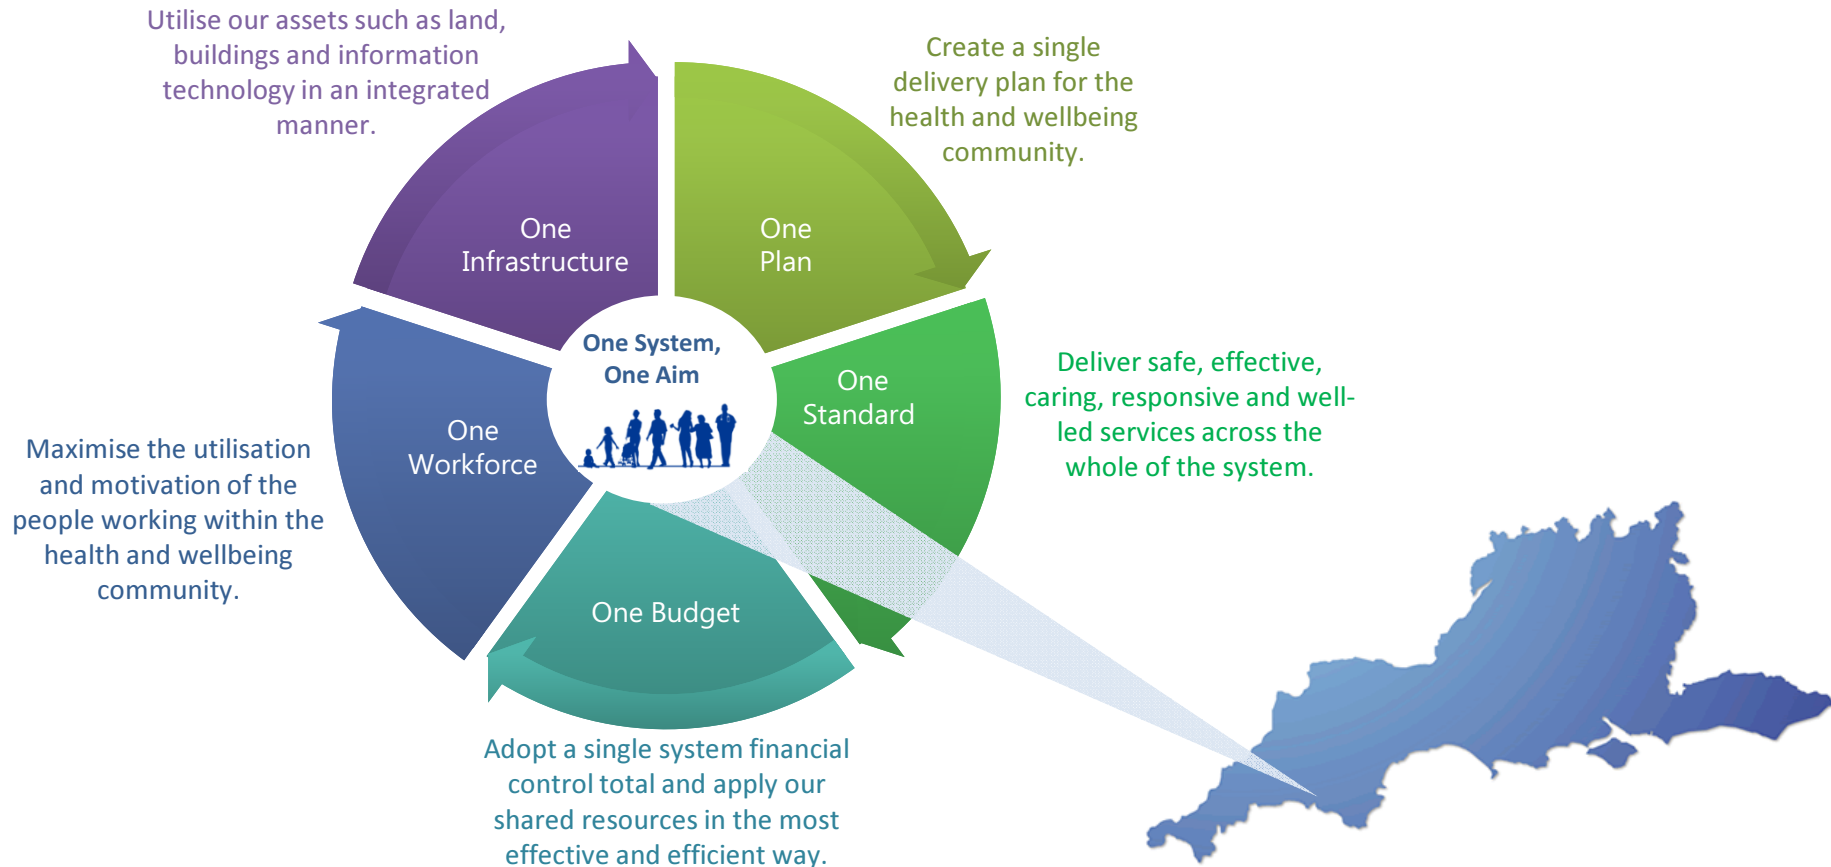 Utilise our assets such as land,
buildings and information
technology in an integrated
manner.
Create a single
delivery plan for the
health and wellbeing
community.
One
Infrastructure
One
Plan
One System,
One Aim
One
Standard
Deliver safe, effective,
caring, responsive and well-
led services across the
whole of the system.
One
Workforce
Maximise the utilisation
and motivation of the
people working within the
health and wellbeing
community.
One Budget
Adopt a single system financial
control total and apply our
shared resources in the most
effective and efficient way.